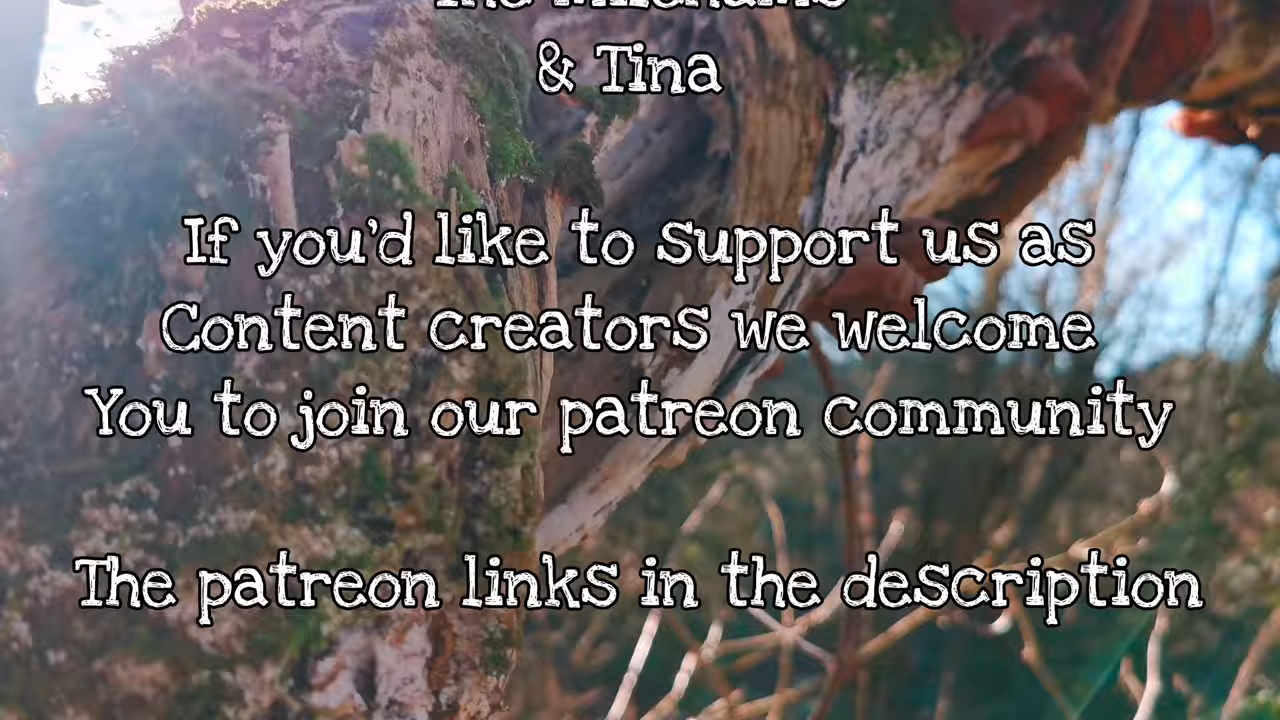 & Tina
If you'd like to support us as
Content creators we welcome
You to join our patreon community
The patreon links in the description